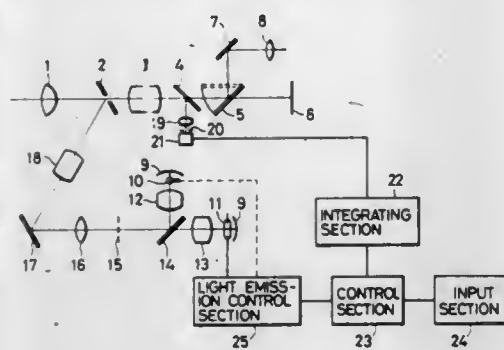 7
8
1
2
3
4
5
6
19
20
21
18
9
10
12
11
9
22
INTEGRATING
SECTION
17
16
15
14
13
LIGHT EMISS-
ION CONTROL
SECTION
CONTROL
SECTION
INPUT
SECTION
25
23
24